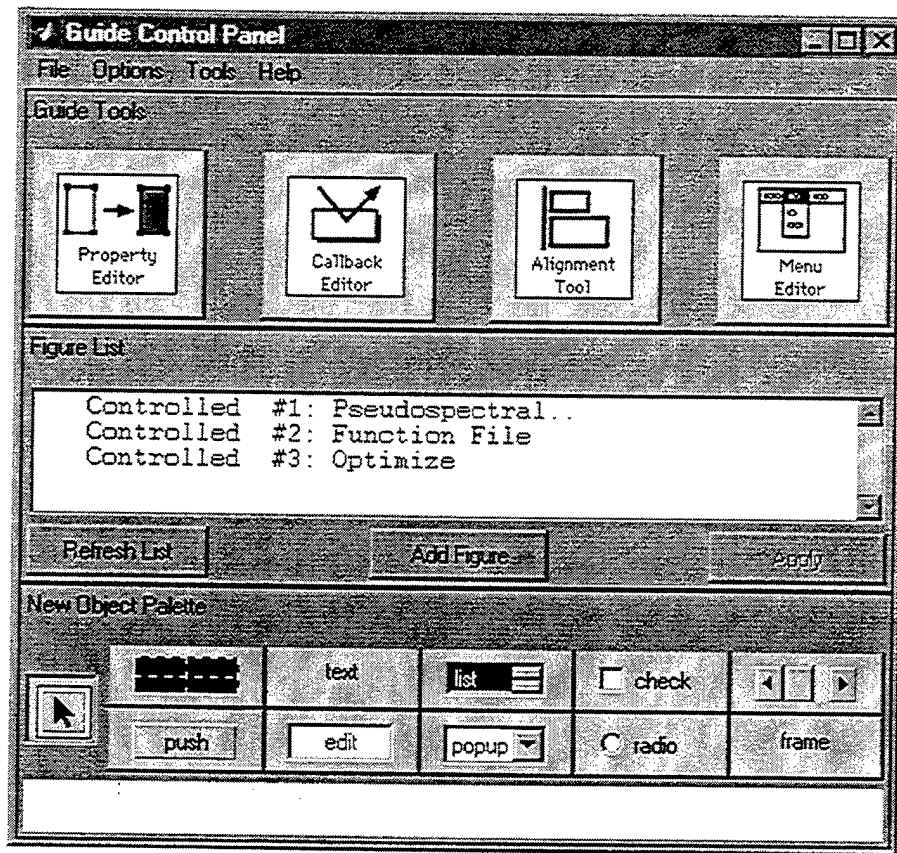 Guide Control Panel
File Options Tools Help
Guide Tools
Property Editor
Callback Editor
Alignment Tool
Menu Editor
Figure List
Controlled #1: Pseudospectral..
Controlled #2: Function File
Controlled #3: Optimize
Refresh List Add Figure... Apply
New Object Palette
text list check
push edit popup radio frame